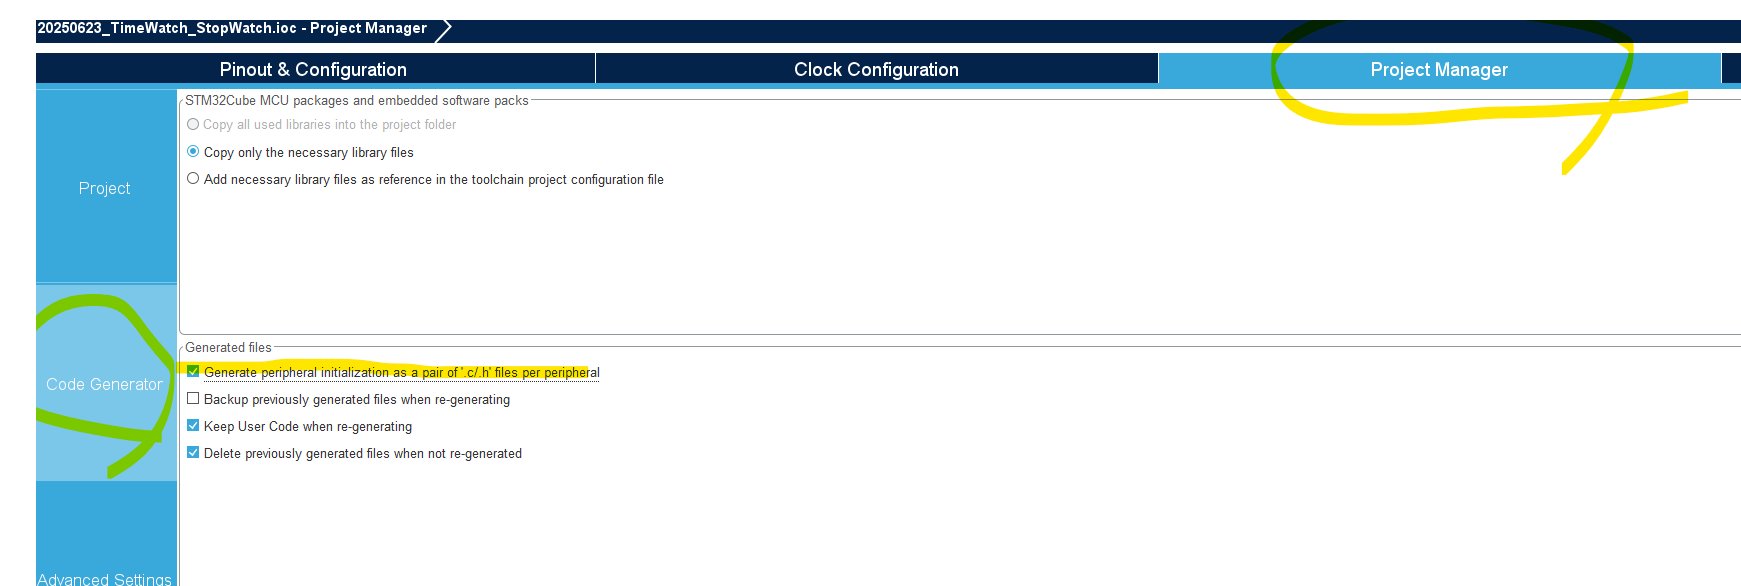 20250623_TimeWatch_StopWatch.ioc - Project Manager
Pinout & Configuration
Clock Configuration
Project Manager
Project
Code Generator
Advanced Settings
STM32Cube MCU packages and embedded software packs
Copy all used libraries into the project folder
Copy only the necessary library files
Add necessary library files as reference in the toolchain project configuration file
Generated files
Generate peripheral initialization as a pair of '.c/.h' files per peripheral
Backup previously generated files when re-generating
Keep User Code when re-generating
Delete previously generated files when not re-generated